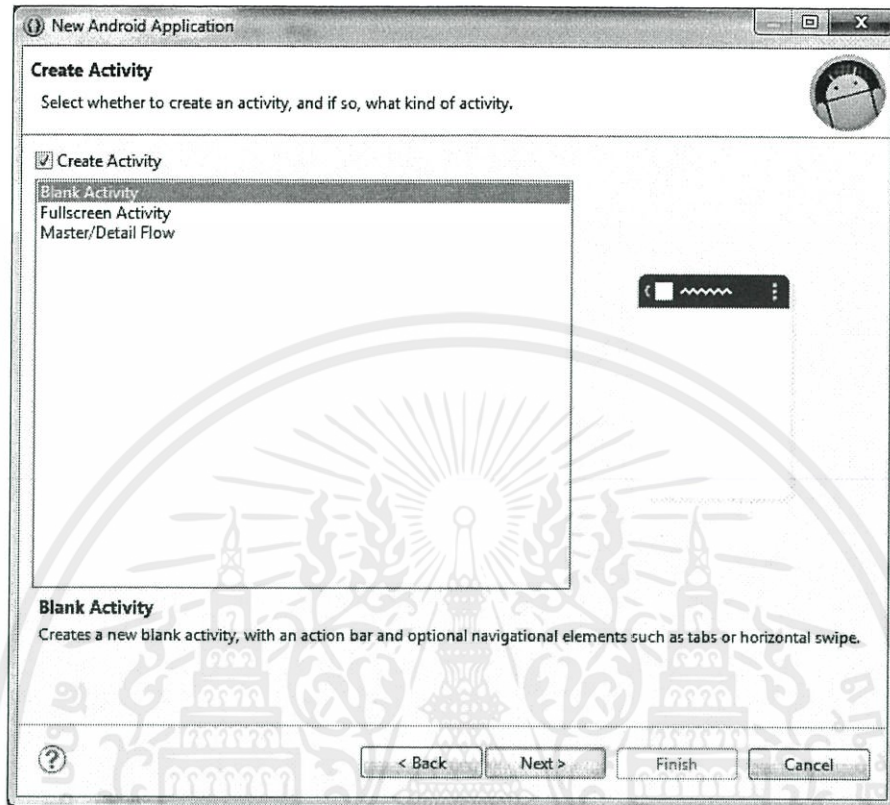 New Android Application
Create Activity
Select whether to create an activity, and if so, what kind of activity.
Create Activity
Blank Activity
Fullscreen Activity
Master/Detail Flow
Blank Activity
Creates a new blank activity, with an action bar and optional navigational elements such as tabs or horizontal swipe.
< Back
Next >
Finish
Cancel